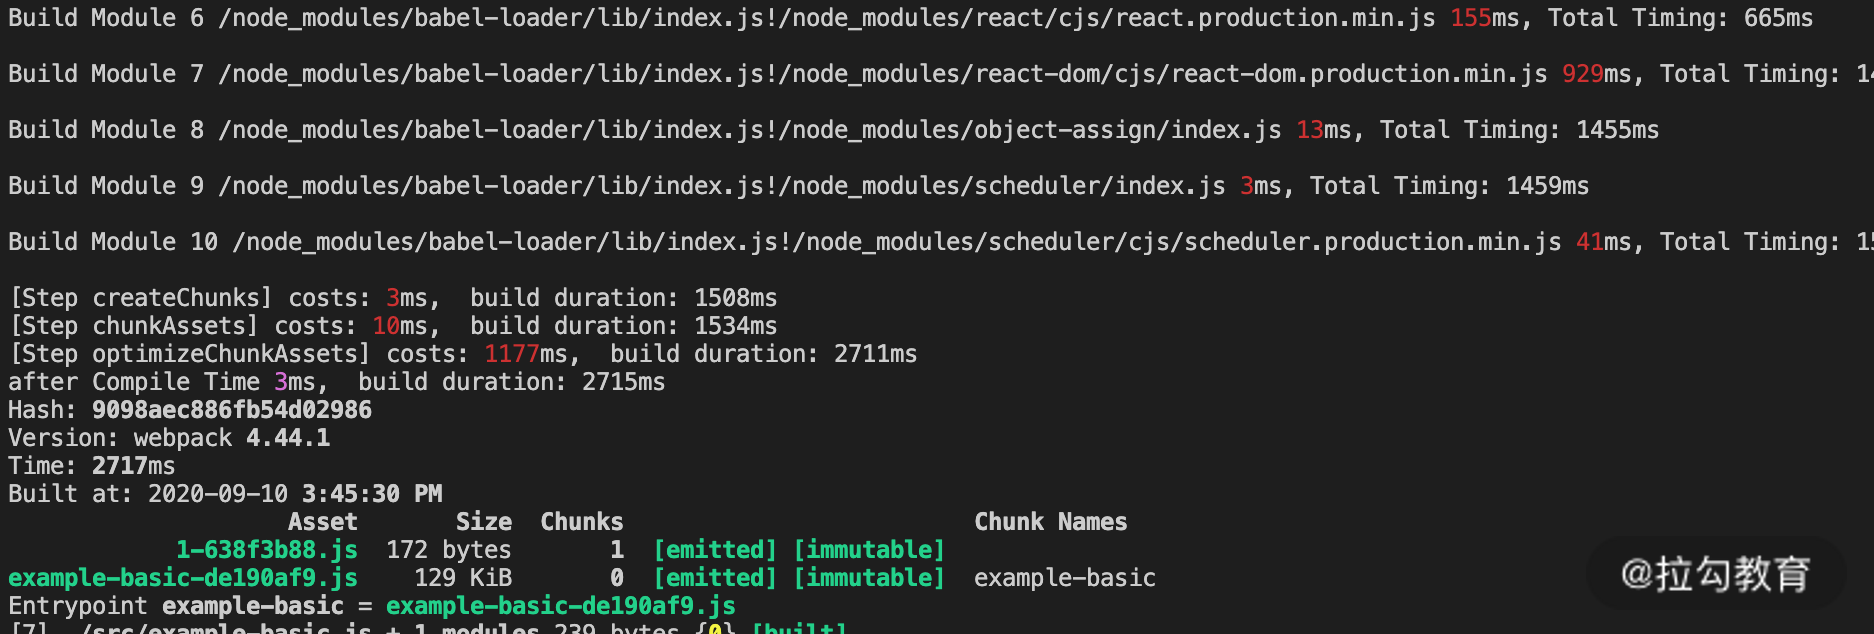 Build Module 6 /node_modules/babel-loader/lib/index.js!/node_modules/react/cjs/react.production.min.js 155ms, Total Timing: 665ms
Build Module 7 /node_modules/babel-loader/lib/index.js!/node_modules/react-dom/cjs/react-dom.production.min.js 929ms, Total Timing: 14
Build Module 8 /node_modules/babel-loader/lib/index.js!/node_modules/object-assign/index.js 13ms, Total Timing: 1455ms
Build Module 9 /node_modules/babel-loader/lib/index.js!/node_modules/scheduler/index.js 3ms, Total Timing: 1459ms
Build Module 10 /node_modules/babel-loader/lib/index.js!/node_modules/scheduler/cjs/scheduler.production.min.js 41ms, Total Timing: 15
[Step createChunks] costs: 3ms,  build duration: 1508ms
[Step chunkAssets] costs: 10ms,  build duration: 1534ms
[Step optimizeChunkAssets] costs: 1177ms,  build duration: 2711ms
after Compile Time 3ms,  build duration: 2715ms
Hash: 9098aec886fb54d02986
Version: webpack 4.44.1
Time: 2717ms
Built at: 2020-09-10 3:45:30 PM
Asset Size Chunks Chunk Names
1-638f3b88.js 172 bytes 1 [emitted] [immutable]
example-basic-de190af9.js 129 KiB 0 [emitted] [immutable] example-basic
@拉勾教育
Entrypoint example-basic = example-basic-de190af9.js
[7] ./src/example-basic.js + 1 modules 239 bytes {0} [built]